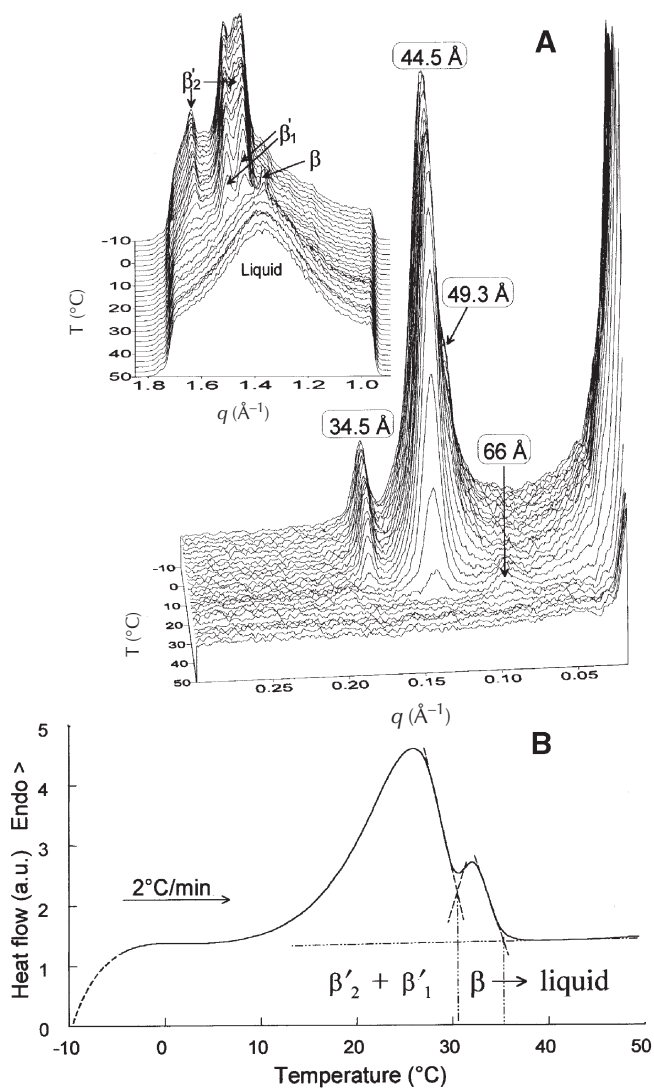 A
44.5 Å
β′2
β′1
β
-10
0
10
20
30
40
50
T (°C)
Liquid
1.8 1.6 1.4 1.2 1.0
q (Å–1)
49.3 Å
34.5 Å
66 Å
-10
0
10
20
30
40
50
T (°C)
0.25 0.20 0.15 0.10 0.05
q (Å–1)
B
5
4
3
2
1
0
Heat flow (a.u.) Endo >
2°C/min
β′2 + β′1 β liquid
-10 0 10 20 30 40 50
Temperature (°C)